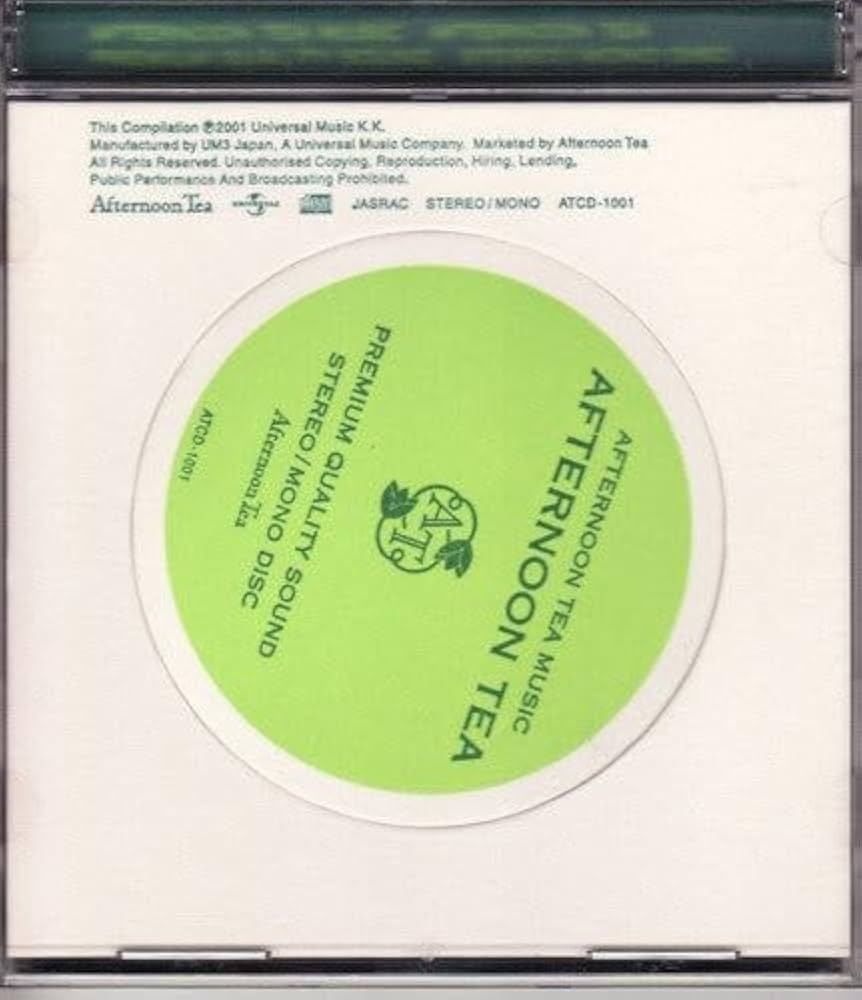 This Compilation ℗2001 Universal Music K.K.
Manufactured by UM3 Japan, A Universal Music Company. Marketed by Afternoon Tea
All Rights Reserved. Unauthorised Copying, Reproduction, Hiring, Lending,
Public Performance And Broadcasting Prohibited.
Afternoon Tea UNIVERSAL JASRAC STEREO/MONO ATCD-1001
AFTERNOON TEA MUSIC
AFTERNOON TEA
AT
PREMIUM QUALITY SOUND
STEREO/MONO DISC
Afternoon Tea
ATCD-1001